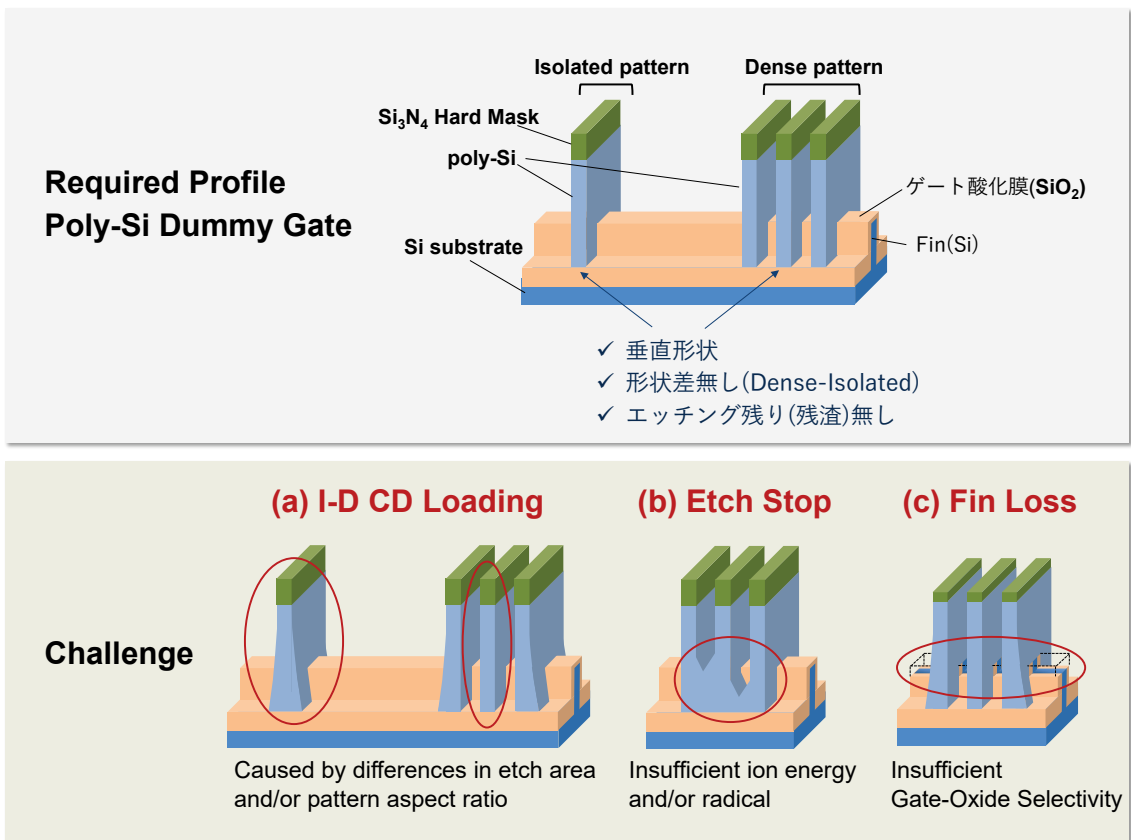 Isolated pattern
Dense pattern
Si₃N₄ Hard Mask
poly-Si
Required Profile
Poly-Si Dummy Gate
ゲート酸化膜(SiO₂)
Fin(Si)
Si substrate
✓ 垂直形状
✓ 形状差無し(Dense-Isolated)
✓ エッチング残り(残渣)無し
(a) I-D CD Loading
(b) Etch Stop
(c) Fin Loss
Challenge
Caused by differences in etch area
and/or pattern aspect ratio
Insufficient ion energy
and/or radical
Insufficient
Gate-Oxide Selectivity